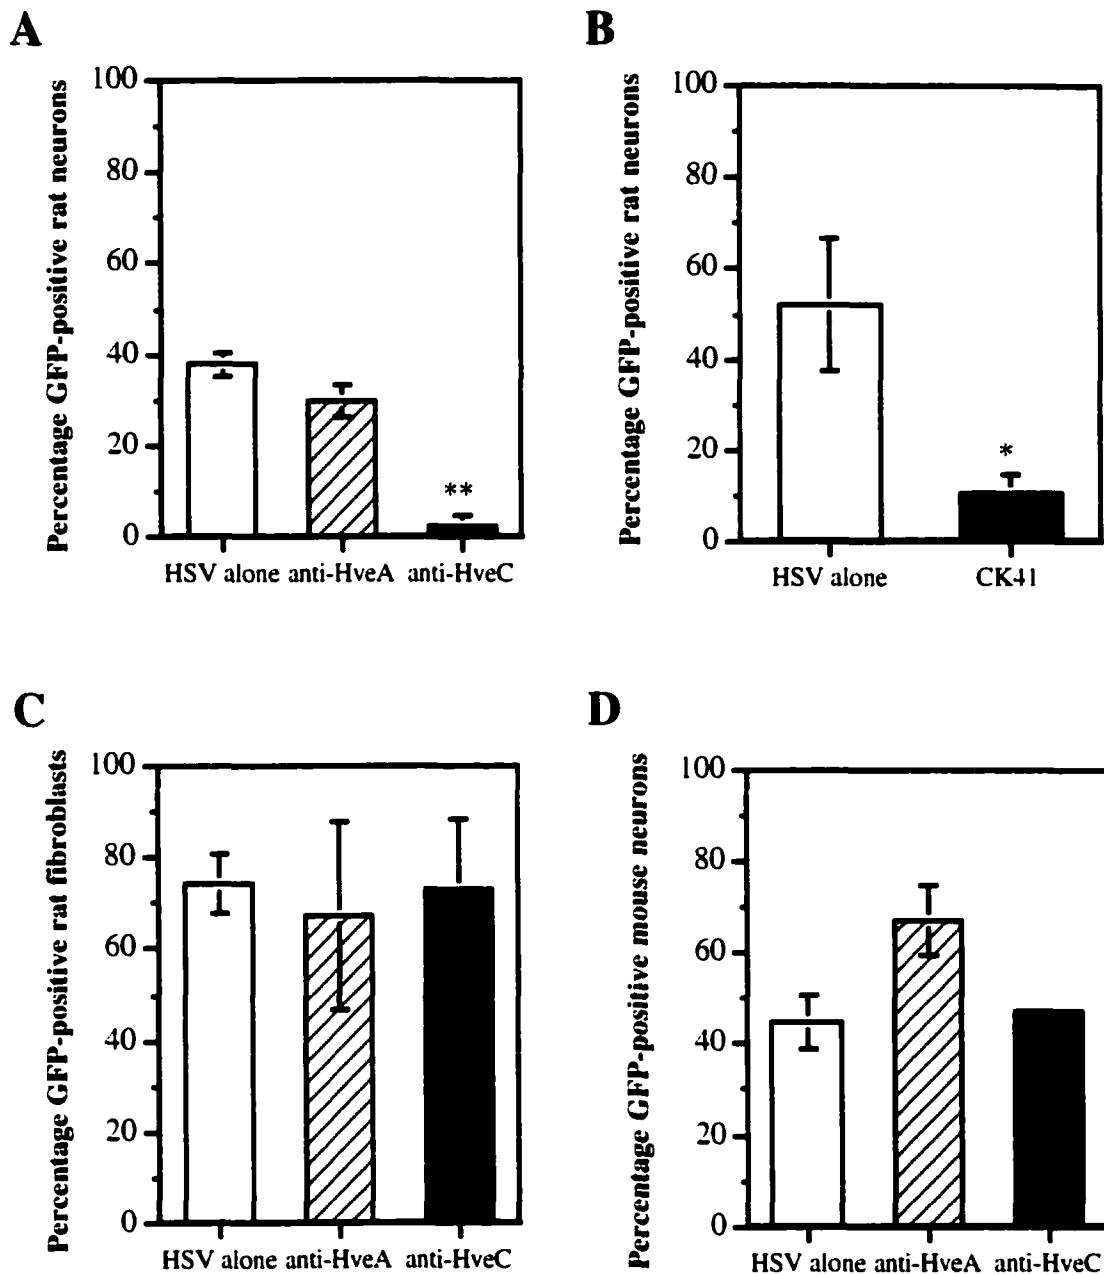 A
Percentage GFP-positive rat neurons
100
80
60
40
20
0
**
HSV alone anti-HveA anti-HveC
B
Percentage GFP-positive rat neurons
100
80
60
40
20
0
*
HSV alone CK41
C
Percentage GFP-positive rat fibroblasts
100
80
60
40
20
0
HSV alone anti-HveA anti-HveC
D
Percentage GFP-positive mouse neurons
100
80
60
40
20
0
HSV alone anti-HveA anti-HveC